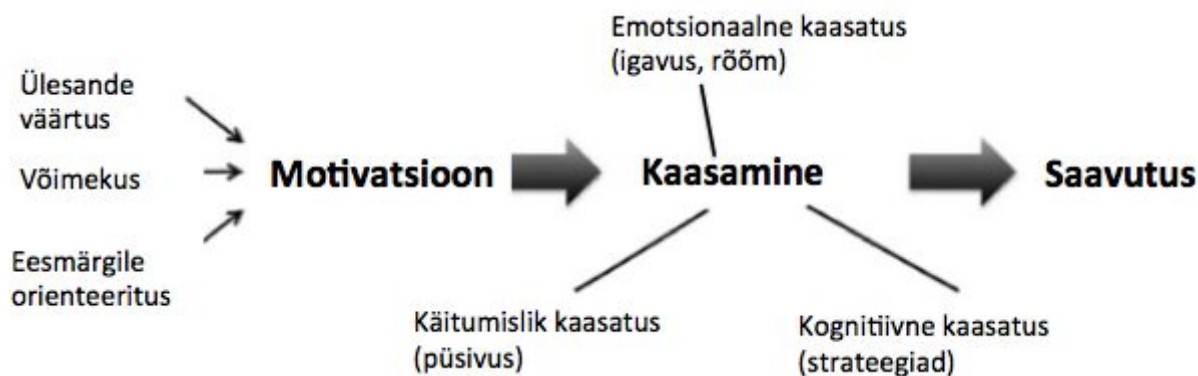 Emotsionaalne kaasatus
(igavus, rõõm)
Ülesande
väärtus
Võimekus
Eesmärgile
orienteeritus
Motivatsioon
Kaasamine
Saavutus
Käitumislik kaasatus
(püsivus)
Kognitiivne kaasatus
(strateegiad)